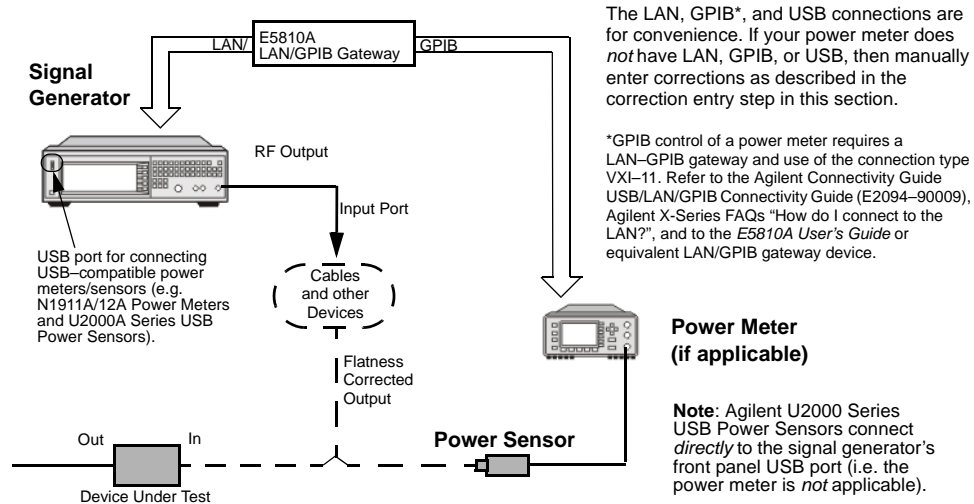 The LAN, GPIB*, and USB connections are
for convenience. If your power meter does
not have LAN, GPIB, or USB, then manually
enter corrections as described in the
correction entry step in this section.
*GPIB control of a power meter requires a
LAN–GPIB gateway and use of the connection type
VXI–11. Refer to the Agilent Connectivity Guide
USB/LAN/GPIB Connectivity Guide (E2094–90009),
Agilent X-Series FAQs “How do I connect to the
LAN?”, and to the E5810A User's Guide or
equivalent LAN/GPIB gateway device.
LAN/
E5810A
LAN/GPIB Gateway
GPIB
Signal
Generator
RF Output
Input Port
USB port for connecting
USB–compatible power
meters/sensors (e.g.
N1911A/12A Power Meters
and U2000A Series USB
Power Sensors).
Cables
and other
Devices
Power Meter
(if applicable)
Flatness
Corrected
Output
Note: Agilent U2000 Series
USB Power Sensors connect
directly to the signal generator's
front panel USB port (i.e. the
power meter is not applicable).
Out
In
Power Sensor
Device Under Test